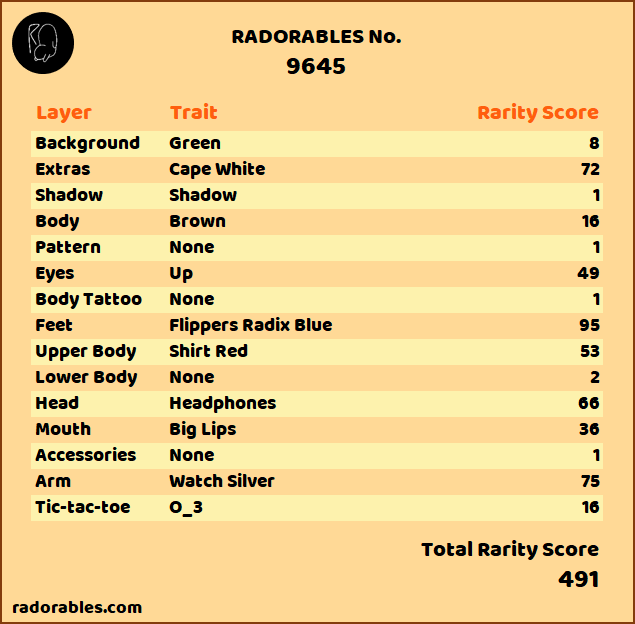 RADORABLES No.
9645
Layer Trait Rarity Score
Background Green 8
Extras Cape White 72
Shadow Shadow 1
Body Brown 16
Pattern None 1
Eyes Up 49
Body Tattoo None 1
Feet Flippers Radix Blue 95
Upper Body Shirt Red 53
Lower Body None 2
Head Headphones 66
Mouth Big Lips 36
Accessories None 1
Arm Watch Silver 75
Tic-tac-toe O_3 16
Total Rarity Score
491
radorables.com